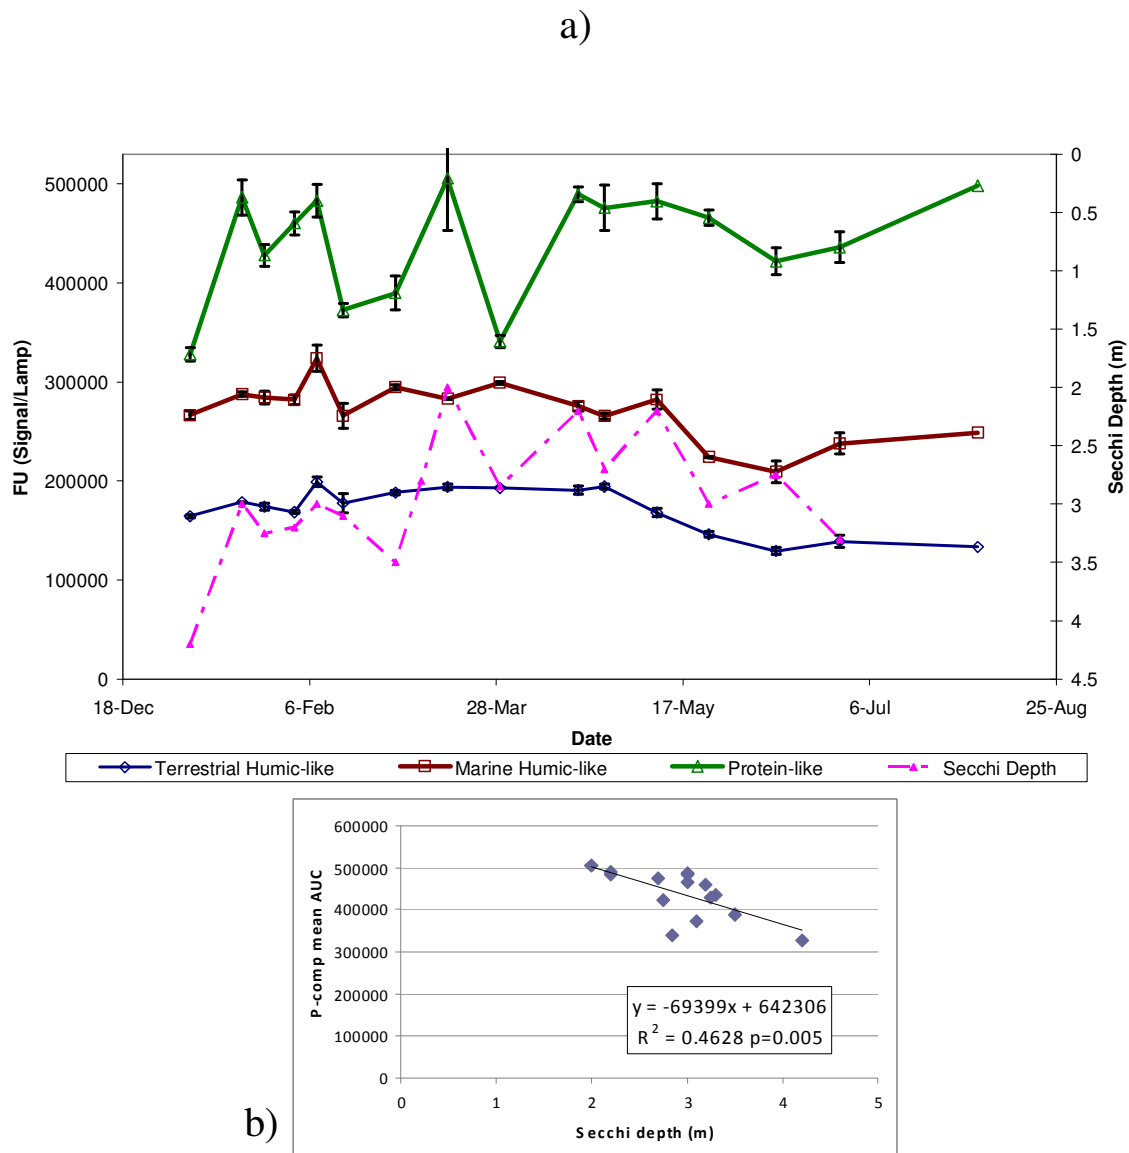 a)
500000
400000
300000
200000
100000
0
FU (Signal/Lamp)
0
0.5
1
1.5
2
2.5
3
3.5
4
4.5
Secchi Depth (m)
18-Dec 6-Feb 28-Mar 17-May 6-Jul 25-Aug
Date
Terrestrial Humic-like Marine Humic-like Protein-like Secchi Depth
600000
500000
400000
300000
200000
100000
0
P-comp mean AUC
y = -69399x + 642306
R² = 0.4628 p=0.005
0 1 2 3 4 5
Secchi depth (m)
b)